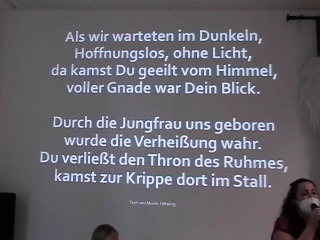 Als wir warteten im Dunkeln,
Hoffnungslos, ohne Licht,
da kamst Du geeilt vom Himmel,
voller Gnade war Dein Blick.
Durch die Jungfrau uns geboren
wurde die Verheißung wahr.
Du verließt den Thron des Ruhmes,
kamst zur Krippe dort im Stall.
Text und Musik: Hillsong